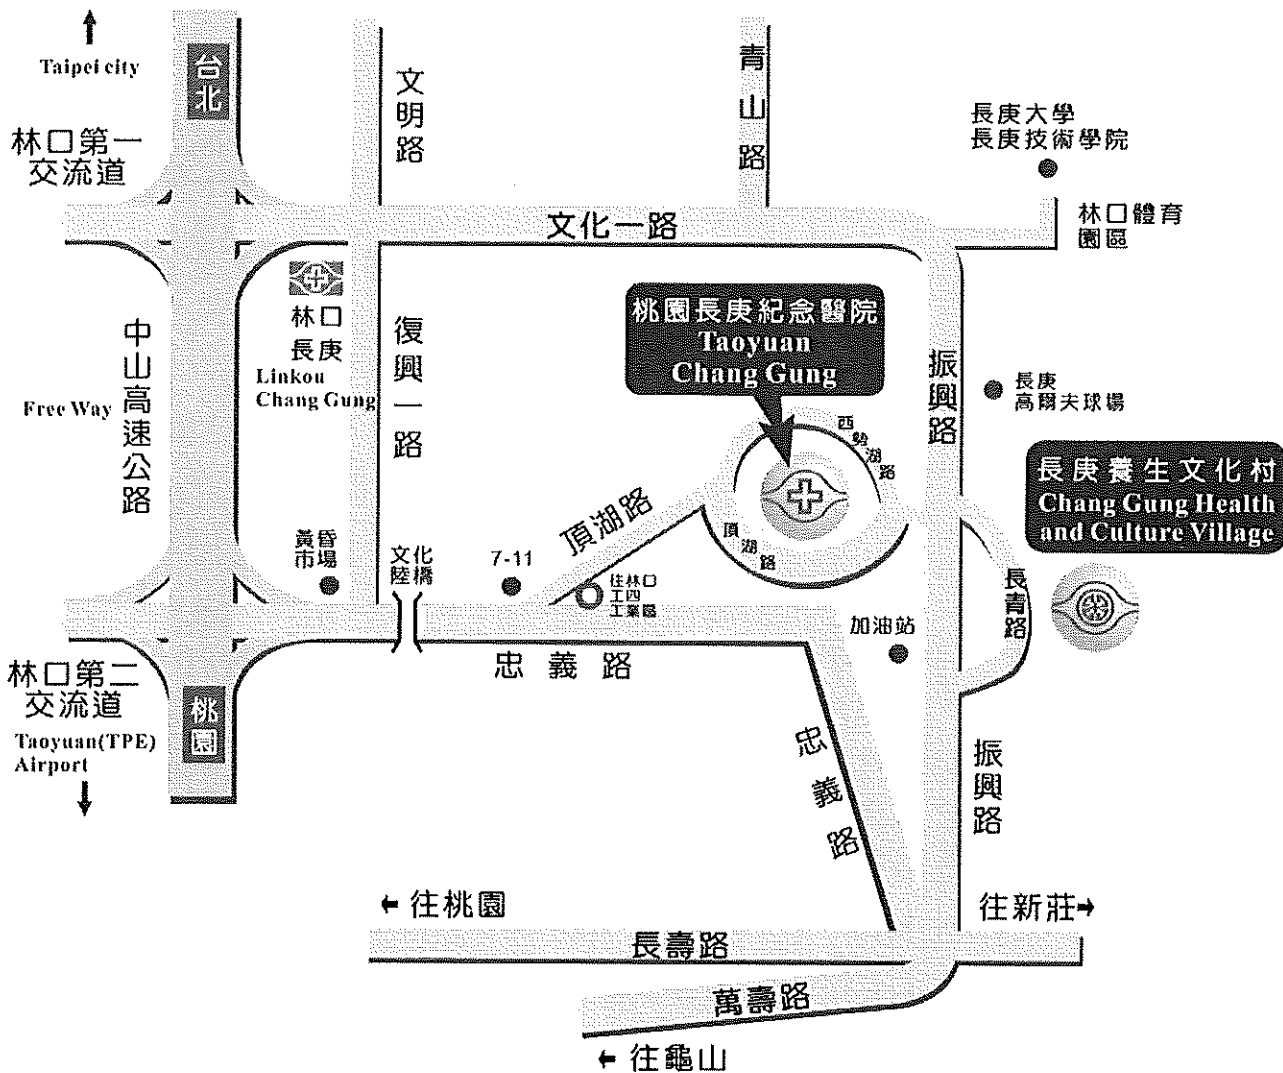 Taipei city
台北
林口第一
交流道
文明路
青山路
長庚大學
長庚技術學院
林口體育
園區
文化一路
林口
長庚
Linkou
Chang Gung
中山高速公路
Free Way
復興一路
桃園長庚紀念醫院
Taoyuan
Chang Gung
振興路
長庚
高爾夫球場
西勢湖路
長庚養生文化村
Chang Gung Health
and Culture Village
頂湖路
頂湖路
黃昏
市場
文化
陸橋
7-11
往林口
工四
工業區
長青路
加油站
忠義路
林口第二
交流道
桃園
Taoyuan(TPE)
Airport
忠義路
振興路
往桃園
往新莊
長壽路
萬壽路
往龜山